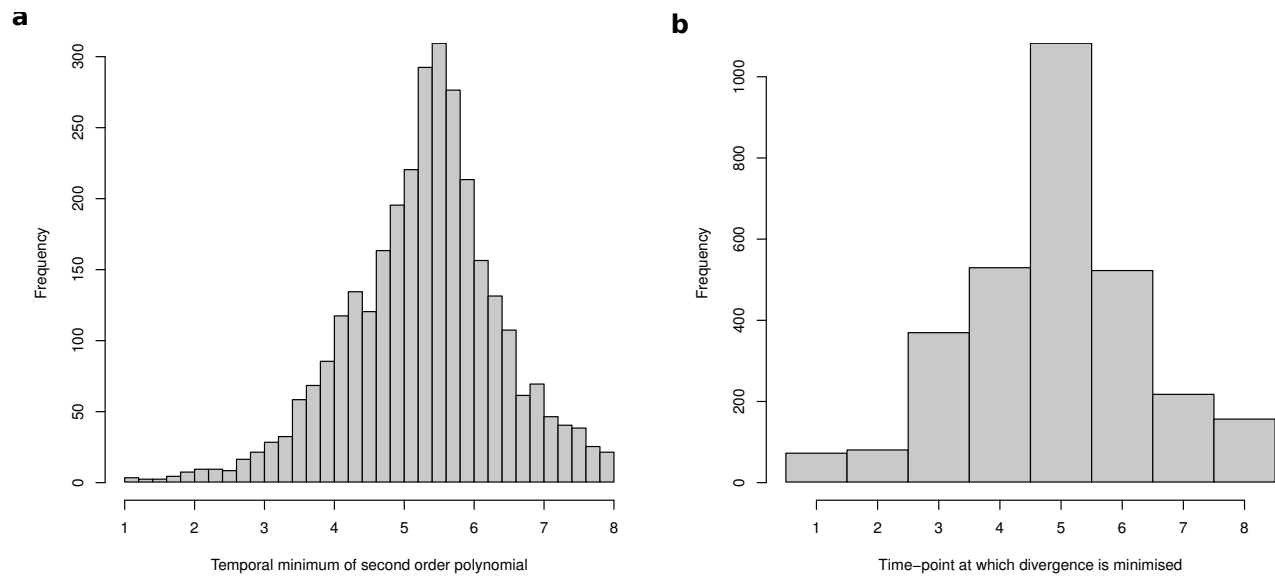 a
300
250
200
150
100
50
0
Frequency
1 2 3 4 5 6 7 8
Temporal minimum of second order polynomial
b
1000
800
600
400
200
0
Frequency
1 2 3 4 5 6 7 8
Time−point at which divergence is minimised